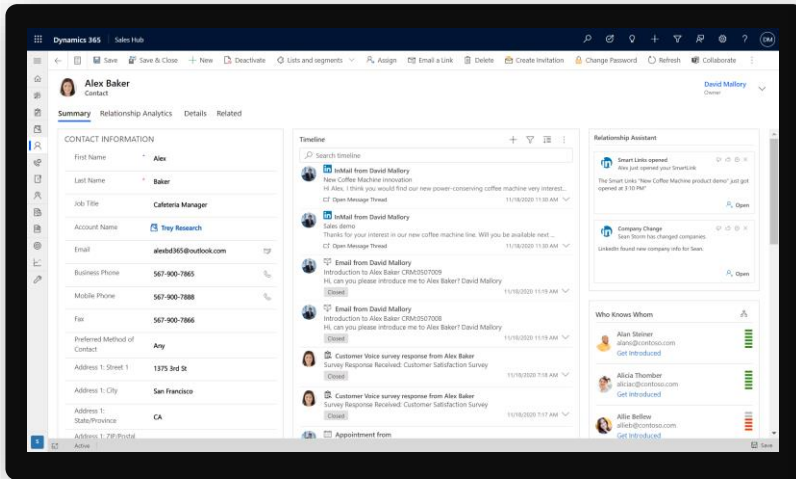 Dynamics 365 Sales Hub ? DM
Save Save & Close + New Deactivate Lists and segments Assign Email a Link Delete Create Invitation Change Password Refresh Collaborate
Alex Baker
Contact
David Mallory
Owner
Summary Relationship Analytics Details Related
CONTACT INFORMATION
First Name * Alex
Last Name * Baker
Job Title Cafeteria Manager
Account Name Trey Research
Email alexbd365@outlook.com
Business Phone 567-900-7865
Mobile Phone 567-900-7888
Fax 567-900-7866
Preferred Method of
Contact
Any
Address 1: Street 1 1375 3rd St
Address 1: City San Francisco
Address 1:
State/Province
CA
Address 1: ZIP/Postal
Timeline
Search timeline
in InMail from David Mallory
New Coffee Machine innovation
Hi Alex, I think you would find our new power-conserving coffee machine very interest...
Open Message Thread 11/18/2020 11:30 AM
in InMail from David Mallory
Sales demo
Thanks for your interest in our new coffee machine line. Will you be available next ...
Open Message Thread 11/18/2020 11:30 AM
Email from David Mallory
Introduction to Alex Baker CRM:0507009
Hi, can you please introduce me to Alex Baker? David Mallory
Closed 11/18/2020 11:19 AM
Email from David Mallory
Introduction to Alex Baker CRM:0507008
Hi, can you please introduce me to Alex Baker? David Mallory
Closed 11/18/2020 11:19 AM
Customer Voice survey response from Alex Baker
Survey Response Received: Customer Satisfaction Survey
Closed 11/18/2020 7:18 AM
Customer Voice survey response from Alex Baker
Survey Response Received: Customer Satisfaction Survey
Closed 11/18/2020 7:17 AM
Appointment from
Relationship Assistant
in Smart Links opened
Alex just opened your SmartLink
The Smart Links "New Coffee Machine product demo" just got
opened at 3:10 PM"
Open
in Company Change
Sean Storm has changed companies.
LinkedIn found new company info for Sean.
Open
Who Knows Whom
Alan Steiner
alans@contoso.com
Get Introduced
Alicia Thomber
aliciac@contoso.com
Get Introduced
Allie Bellew
allieb@contoso.com
Get Introduced
S Active Save